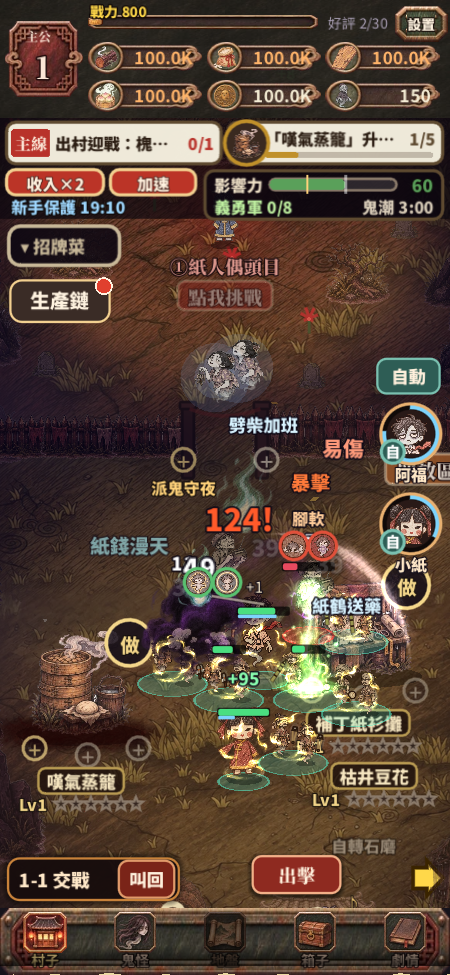 戰力 800
好評 2/30
設置
主公
1
100.0K
100.0K
100.0K
100.0K
100.0K
150
主線 出村迎戰：槐⋯ 0/1
「嘆氣蒸籠」升⋯ 1/5
收入×2
加速
影響力 60
新手保護 19:10
義勇軍 0/8
鬼潮 3:00
▾招牌菜
①紙人偶頭目
點我挑戰
生產鏈
自動
劈柴加班
易傷
自
阿福
派鬼守夜
暴擊
124!
腳軟
紙錢漫天
39
149
+1
自
小紙
做
紙鶴送藥
做
+95
補丁紙衫攤
嘆氣蒸籠
枯井豆花
Lv1
Lv1
自轉石磨
1-1 交戰
叫回
出擊
村子
鬼怪
地盤
箱子
劇情